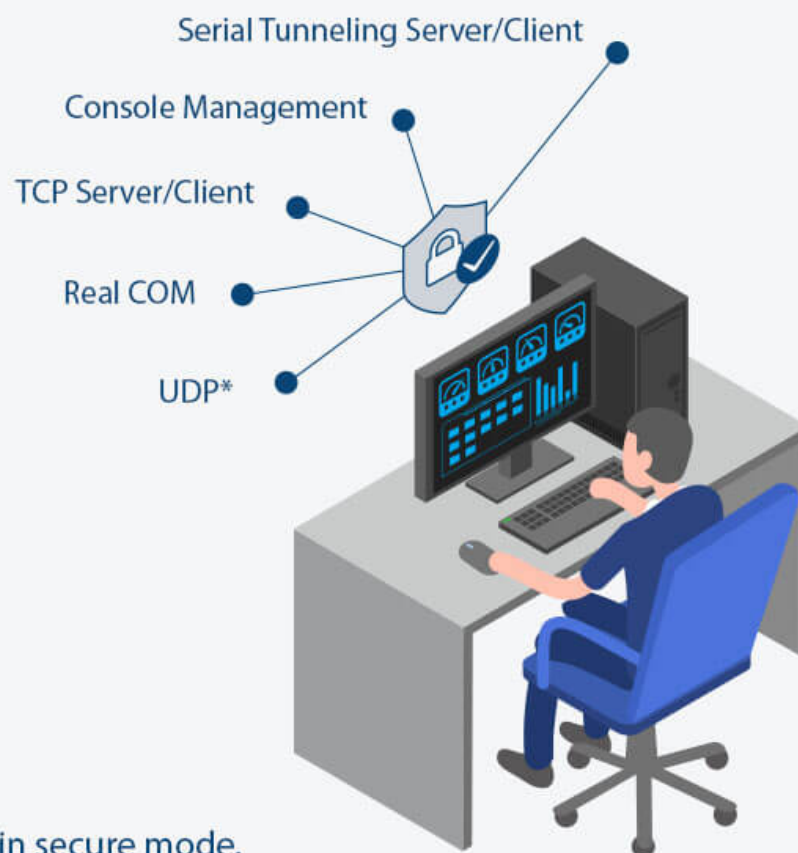 Serial Tunneling Server/Client
Console Management
TCP Server/Client
Real COM
UDP*
in secure mode.